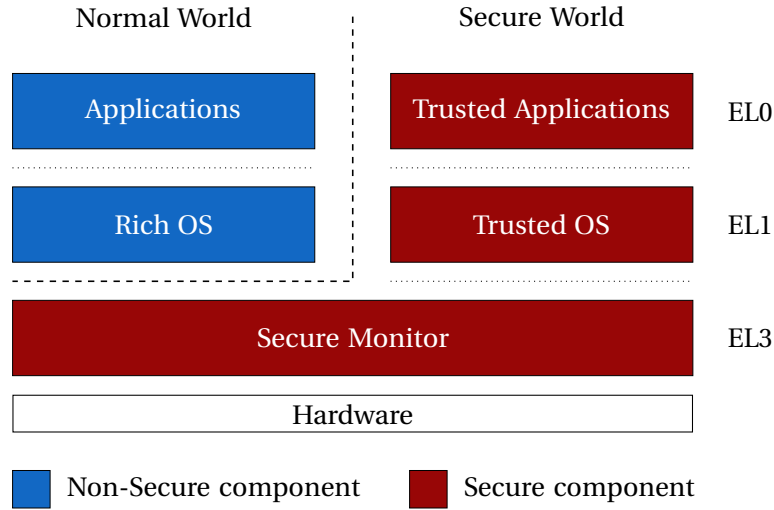 Normal World
Secure World
Applications
Trusted Applications
EL0
Rich OS
Trusted OS
EL1
Secure Monitor
EL3
Hardware
Non-Secure component
Secure component